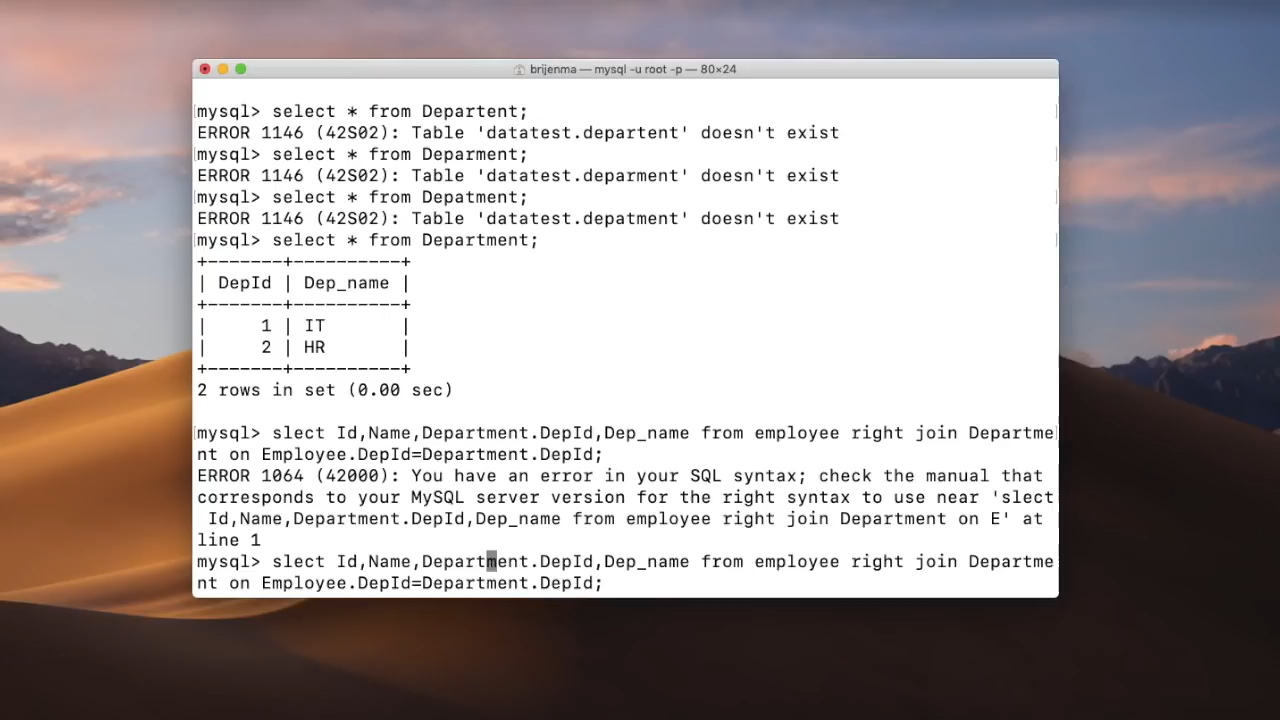 brijenma — mysql -u root -p — 80×24
mysql> select * from Departent;
ERROR 1146 (42S02): Table 'datatest.departent' doesn't exist
mysql> select * from Deparment;
ERROR 1146 (42S02): Table 'datatest.deparment' doesn't exist
mysql> select * from Depatment;
ERROR 1146 (42S02): Table 'datatest.depatment' doesn't exist
mysql> select * from Department;
+-------+----------+
| DepId | Dep_name |
+-------+----------+
|     1 | IT       |
|     2 | HR       |
+-------+----------+
2 rows in set (0.00 sec)
mysql> slect Id,Name,Department.DepId,Dep_name from employee right join Departme
nt on Employee.DepId=Department.DepId;
ERROR 1064 (42000): You have an error in your SQL syntax; check the manual that
corresponds to your MySQL server version for the right syntax to use near 'slect
 Id,Name,Department.DepId,Dep_name from employee right join Department on E' at
line 1
mysql> slect Id,Name,Department.DepId,Dep_name from employee right join Departme
nt on Employee.DepId=Department.DepId;